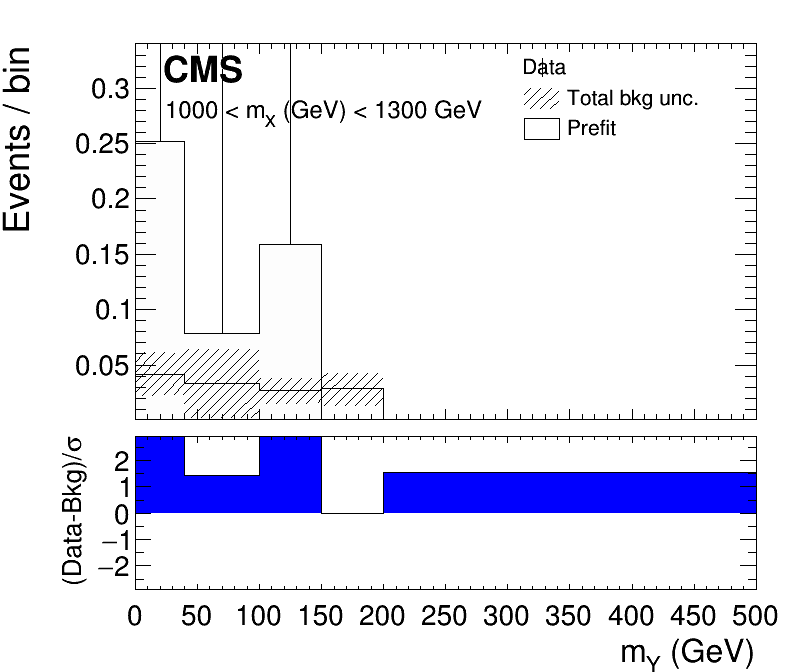 CMS
1000 < mX (GeV) < 1300 GeV
Data
Total bkg unc.
Prefit
Events / bin
0.3
0.25
0.2
0.15
0.1
0.05
(Data-Bkg)/σ
2
1
0
−1
−2
0 50 100 150 200 250 300 350 400 450 500
mY (GeV)